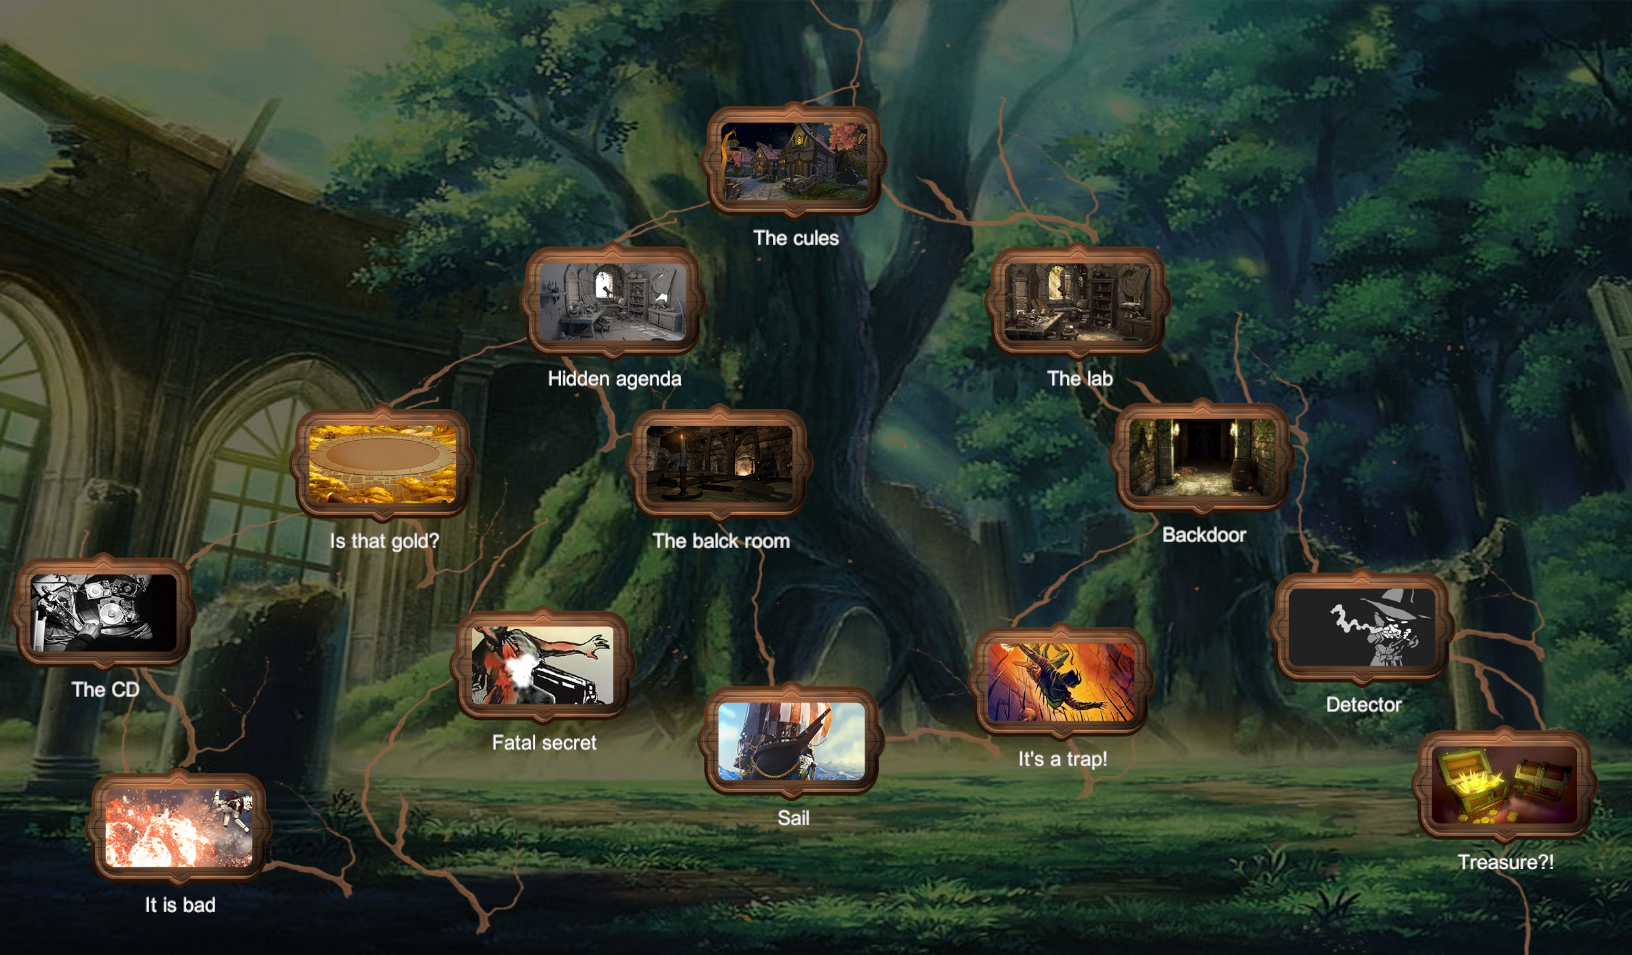 The cules
Hidden agenda
The lab
Is that gold?
The balck room
Backdoor
The CD
Fatal secret
Sail
It's a trap!
Detector
It is bad
Treasure?!